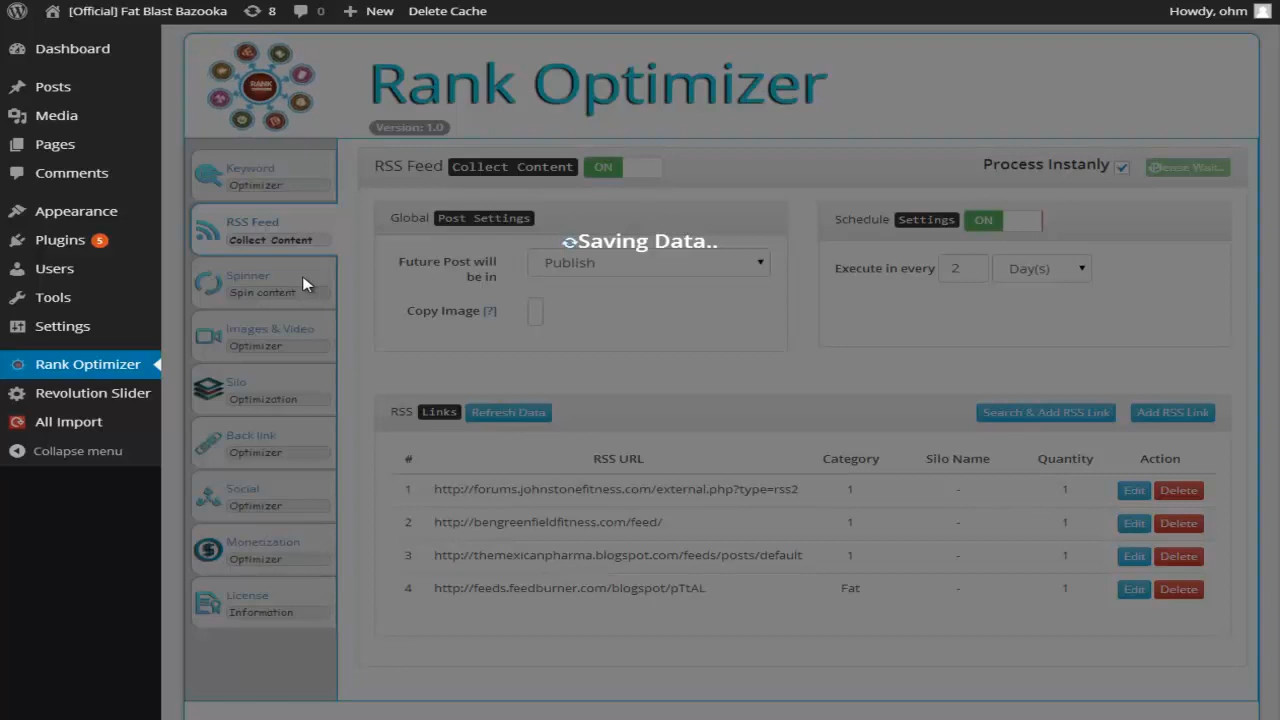 [Official] Fat Blast Bazooka 8 0 New Delete Cache Howdy, ohm
Dashboard
Posts
Media
Pages
Comments
Appearance
Plugins 5
Users
Tools
Settings
Rank Optimizer
Revolution Slider
All Import
Collapse menu
RANK
Rank Optimizer
Version: 1.0
Keyword
Optimizer
RSS Feed
Collect Content
Spinner
Spin content
Images & Video
Optimizer
Silo
Optimization
Back link
Optimizer
Social
Optimizer
Monetization
Optimizer
License
Information
RSS Feed Collect Content ON Process Instanly Please Wait..
Global Post Settings
Future Post will be in Publish
Copy Image [?]
Schedule Settings ON
Execute in every 2 Day(s)
Saving Data..
RSS Links Refresh Data Search & Add RSS Link Add RSS Link
# RSS URL Category Silo Name Quantity Action
1 http://forums.johnstonefitness.com/external.php?type=rss2 1 - 1 Edit Delete
2 http://bengreenfieldfitness.com/feed/ 1 - 1 Edit Delete
3 http://themexicanpharma.blogspot.com/feeds/posts/default 1 - 1 Edit Delete
4 http://feeds.feedburner.com/blogspot/pTtAL Fat - 1 Edit Delete